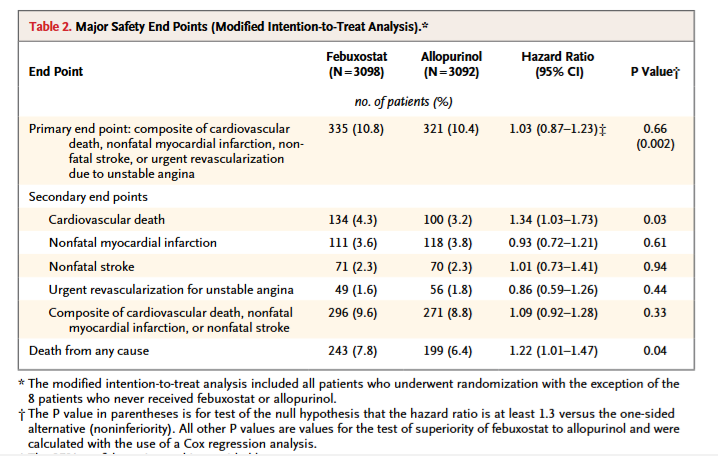 Table 2. Major Safety End Points (Modified Intention-to-Treat Analysis).*
End Point Febuxostat (N=3098) Allopurinol (N=3092) Hazard Ratio (95% CI) P Value†
no. of patients (%)
Primary end point: composite of cardiovascular 335 (10.8) 321 (10.4) 1.03 (0.87–1.23)‡ 0.66
death, nonfatal myocardial infarction, non- (0.002)
fatal stroke, or urgent revascularization
due to unstable angina
Secondary end points
Cardiovascular death 134 (4.3) 100 (3.2) 1.34 (1.03–1.73) 0.03
Nonfatal myocardial infarction 111 (3.6) 118 (3.8) 0.93 (0.72–1.21) 0.61
Nonfatal stroke 71 (2.3) 70 (2.3) 1.01 (0.73–1.41) 0.94
Urgent revascularization for unstable angina 49 (1.6) 56 (1.8) 0.86 (0.59–1.26) 0.44
Composite of cardiovascular death, nonfatal 296 (9.6) 271 (8.8) 1.09 (0.92–1.28) 0.33
myocardial infarction, or nonfatal stroke
Death from any cause 243 (7.8) 199 (6.4) 1.22 (1.01–1.47) 0.04
* The modified intention-to-treat analysis included all patients who underwent randomization with the exception of the
8 patients who never received febuxostat or allopurinol.
† The P value in parentheses is for test of the null hypothesis that the hazard ratio is at least 1.3 versus the one-sided
alternative (noninferiority). All other P values are values for the test of superiority of febuxostat to allopurinol and were
calculated with the use of a Cox regression analysis.